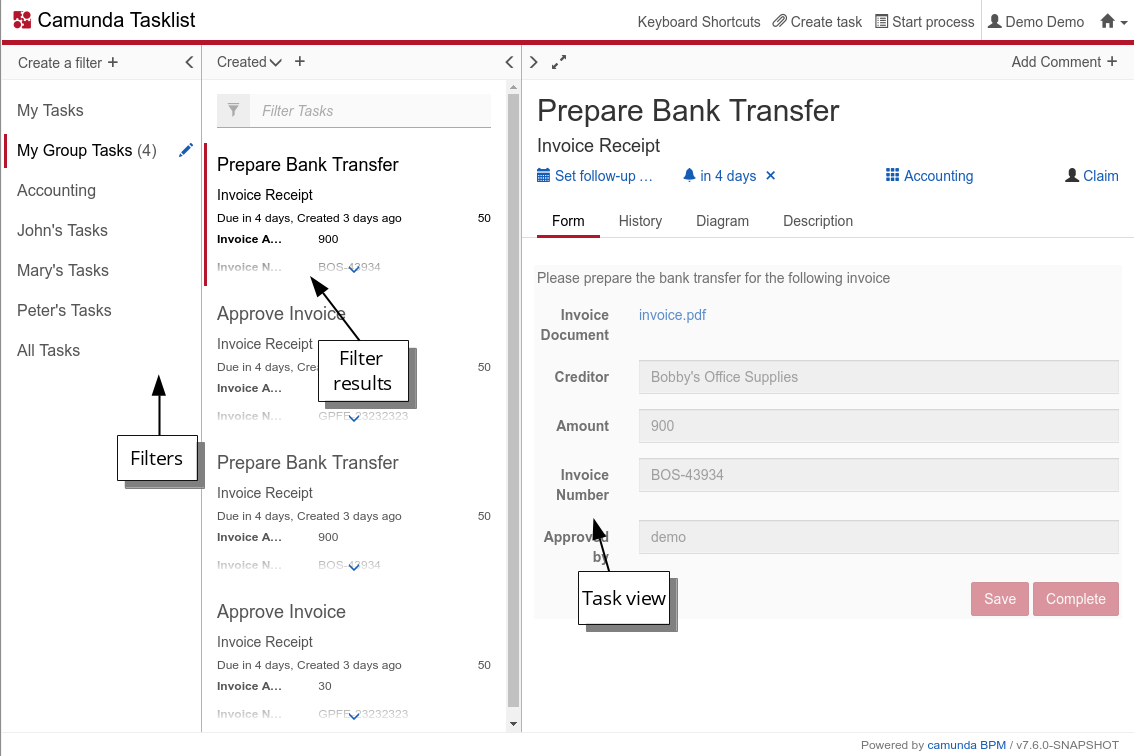 Camunda Tasklist
Keyboard Shortcuts Create task Start process Demo Demo
Create a filter +
My Tasks
My Group Tasks (4)
Accounting
John's Tasks
Mary's Tasks
Peter's Tasks
All Tasks
Filters
Created +
Filter Tasks
Prepare Bank Transfer
Invoice Receipt
Due in 4 days, Created 3 days ago 50
Invoice A... 900
Invoice N... BOS-43934
Approve Invoice
Invoice Receipt
Due in 4 days, Cre 50
Invoice A...
Invoice N... GPFE-23232323
Filter
results
Prepare Bank Transfer
Invoice Receipt
Due in 4 days, Created 3 days ago 50
Invoice A... 900
Invoice N... BOS-43934
Approve Invoice
Invoice Receipt
Due in 4 days, Created 3 days ago 50
Invoice A... 30
Invoice N... GPFE-23232323
Add Comment +
Prepare Bank Transfer
Invoice Receipt
Set follow-up ... in 4 days × Accounting Claim
Form History Diagram Description
Please prepare the bank transfer for the following invoice
Invoice
Document
invoice.pdf
Creditor Bobby's Office Supplies
Amount 900
Invoice
Number
BOS-43934
Approved
by
demo
Task view
Save Complete
Powered by camunda BPM / v7.6.0-SNAPSHOT